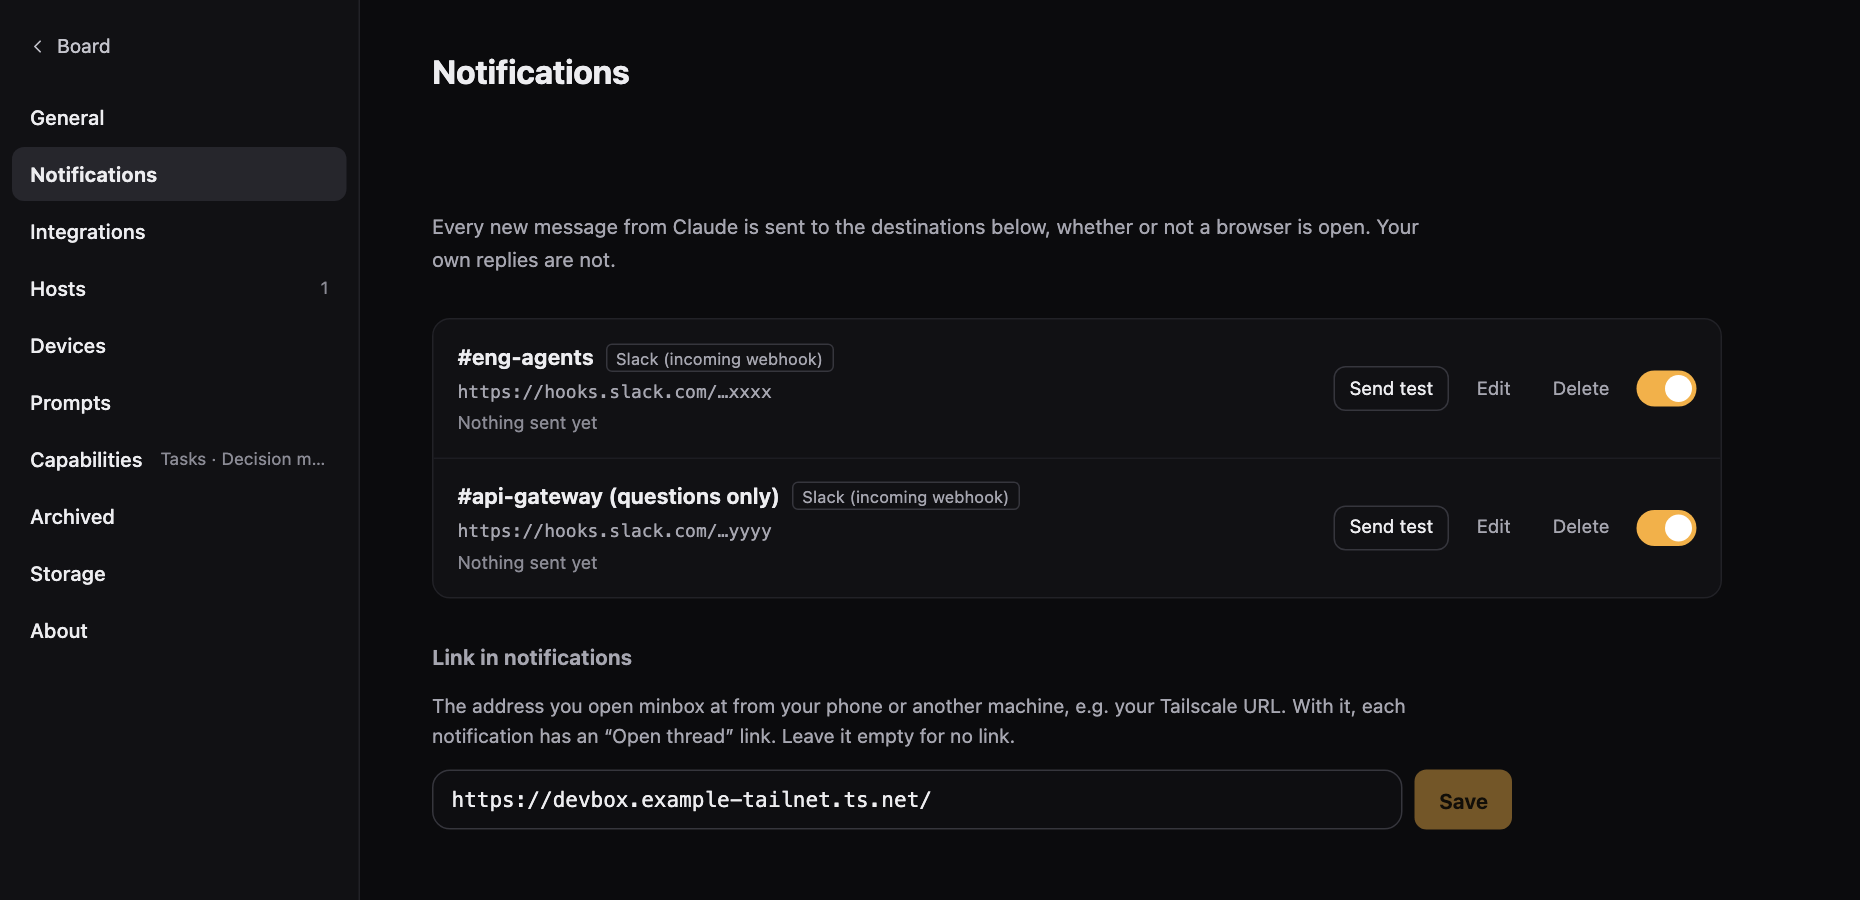 Board
General
Notifications
Integrations
Hosts 1
Devices
Prompts
Capabilities Tasks · Decision m...
Archived
Storage
About
Notifications
Every new message from Claude is sent to the destinations below, whether or not a browser is open. Your
own replies are not.
#eng-agents Slack (incoming webhook)
https://hooks.slack.com/…xxxx
Nothing sent yet
Send test Edit Delete
#api-gateway (questions only) Slack (incoming webhook)
https://hooks.slack.com/…yyyy
Nothing sent yet
Send test Edit Delete
Link in notifications
The address you open minbox at from your phone or another machine, e.g. your Tailscale URL. With it, each
notification has an “Open thread” link. Leave it empty for no link.
https://devbox.example-tailnet.ts.net/
Save